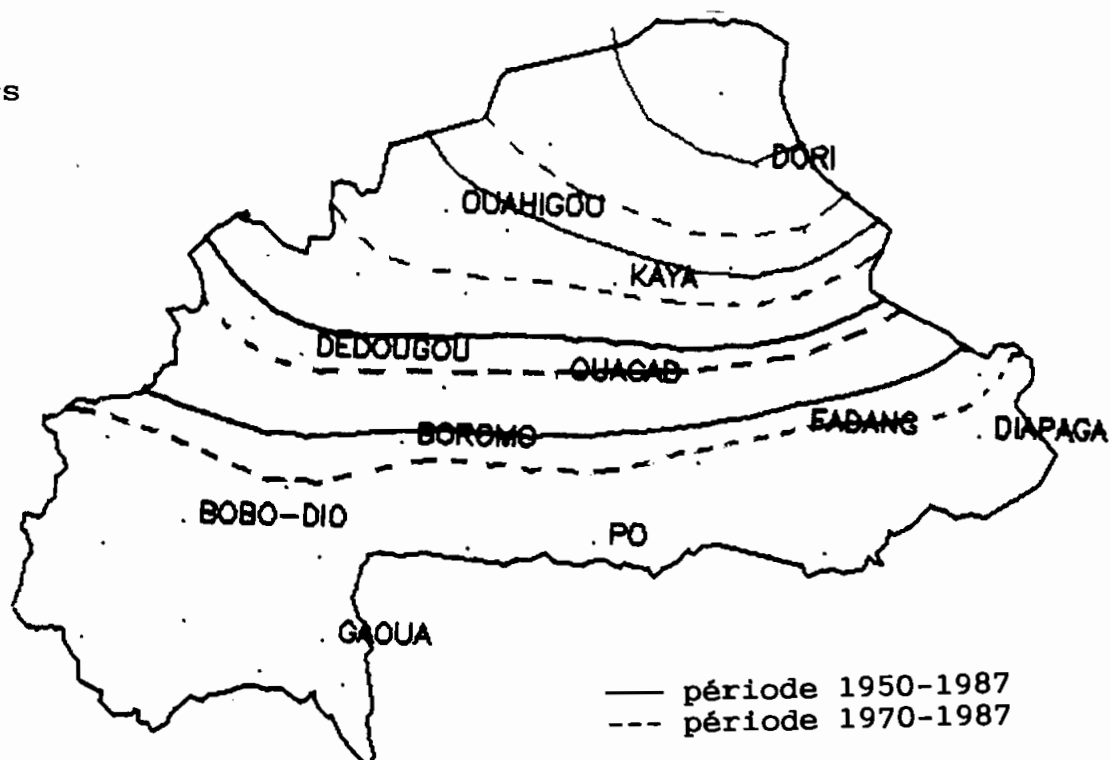 s
DORI
OUAHIGOU
KAYA
DEDOUGOU
OUAGAD
BOROMO
FADANG
DIAPAGA
BOBO-DIO
PO
GAOUA
—— période 1950-1987
--- période 1970-1987